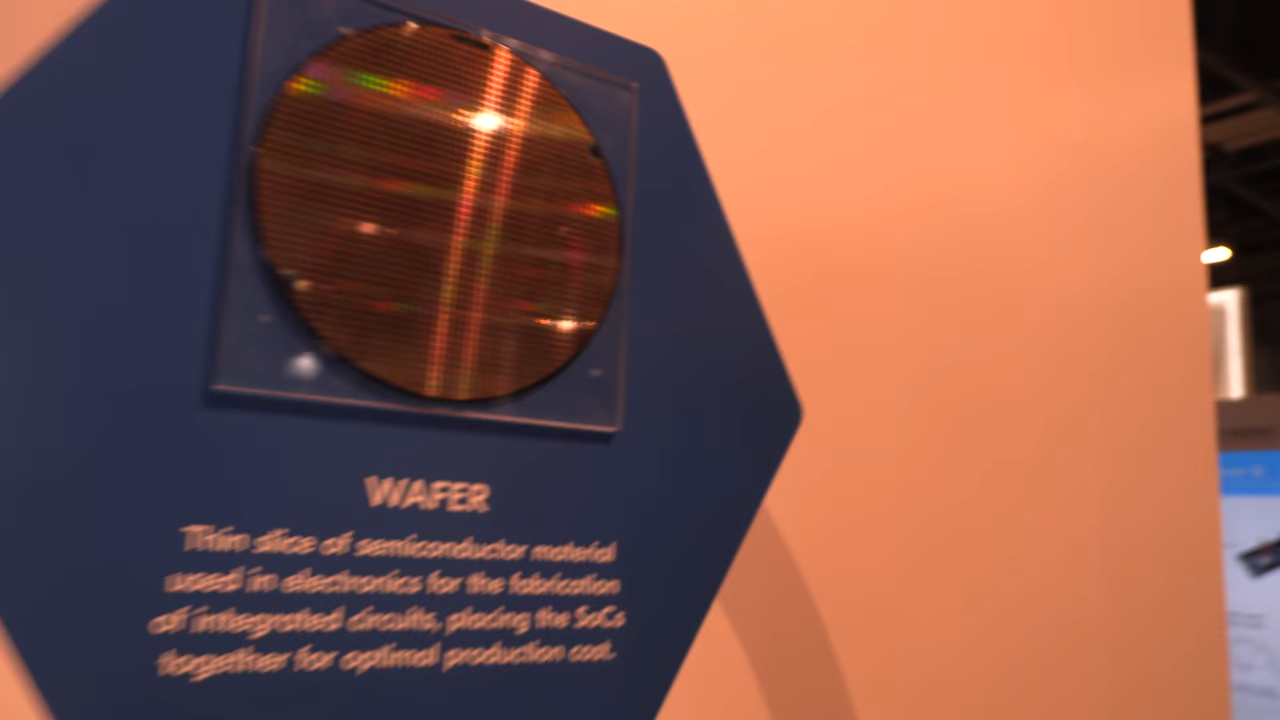 WAFER
Thin slice of semiconductor material
used in electronics for the fabrication
of integrated circuits, placing the SoCs
together for optimal production cost.